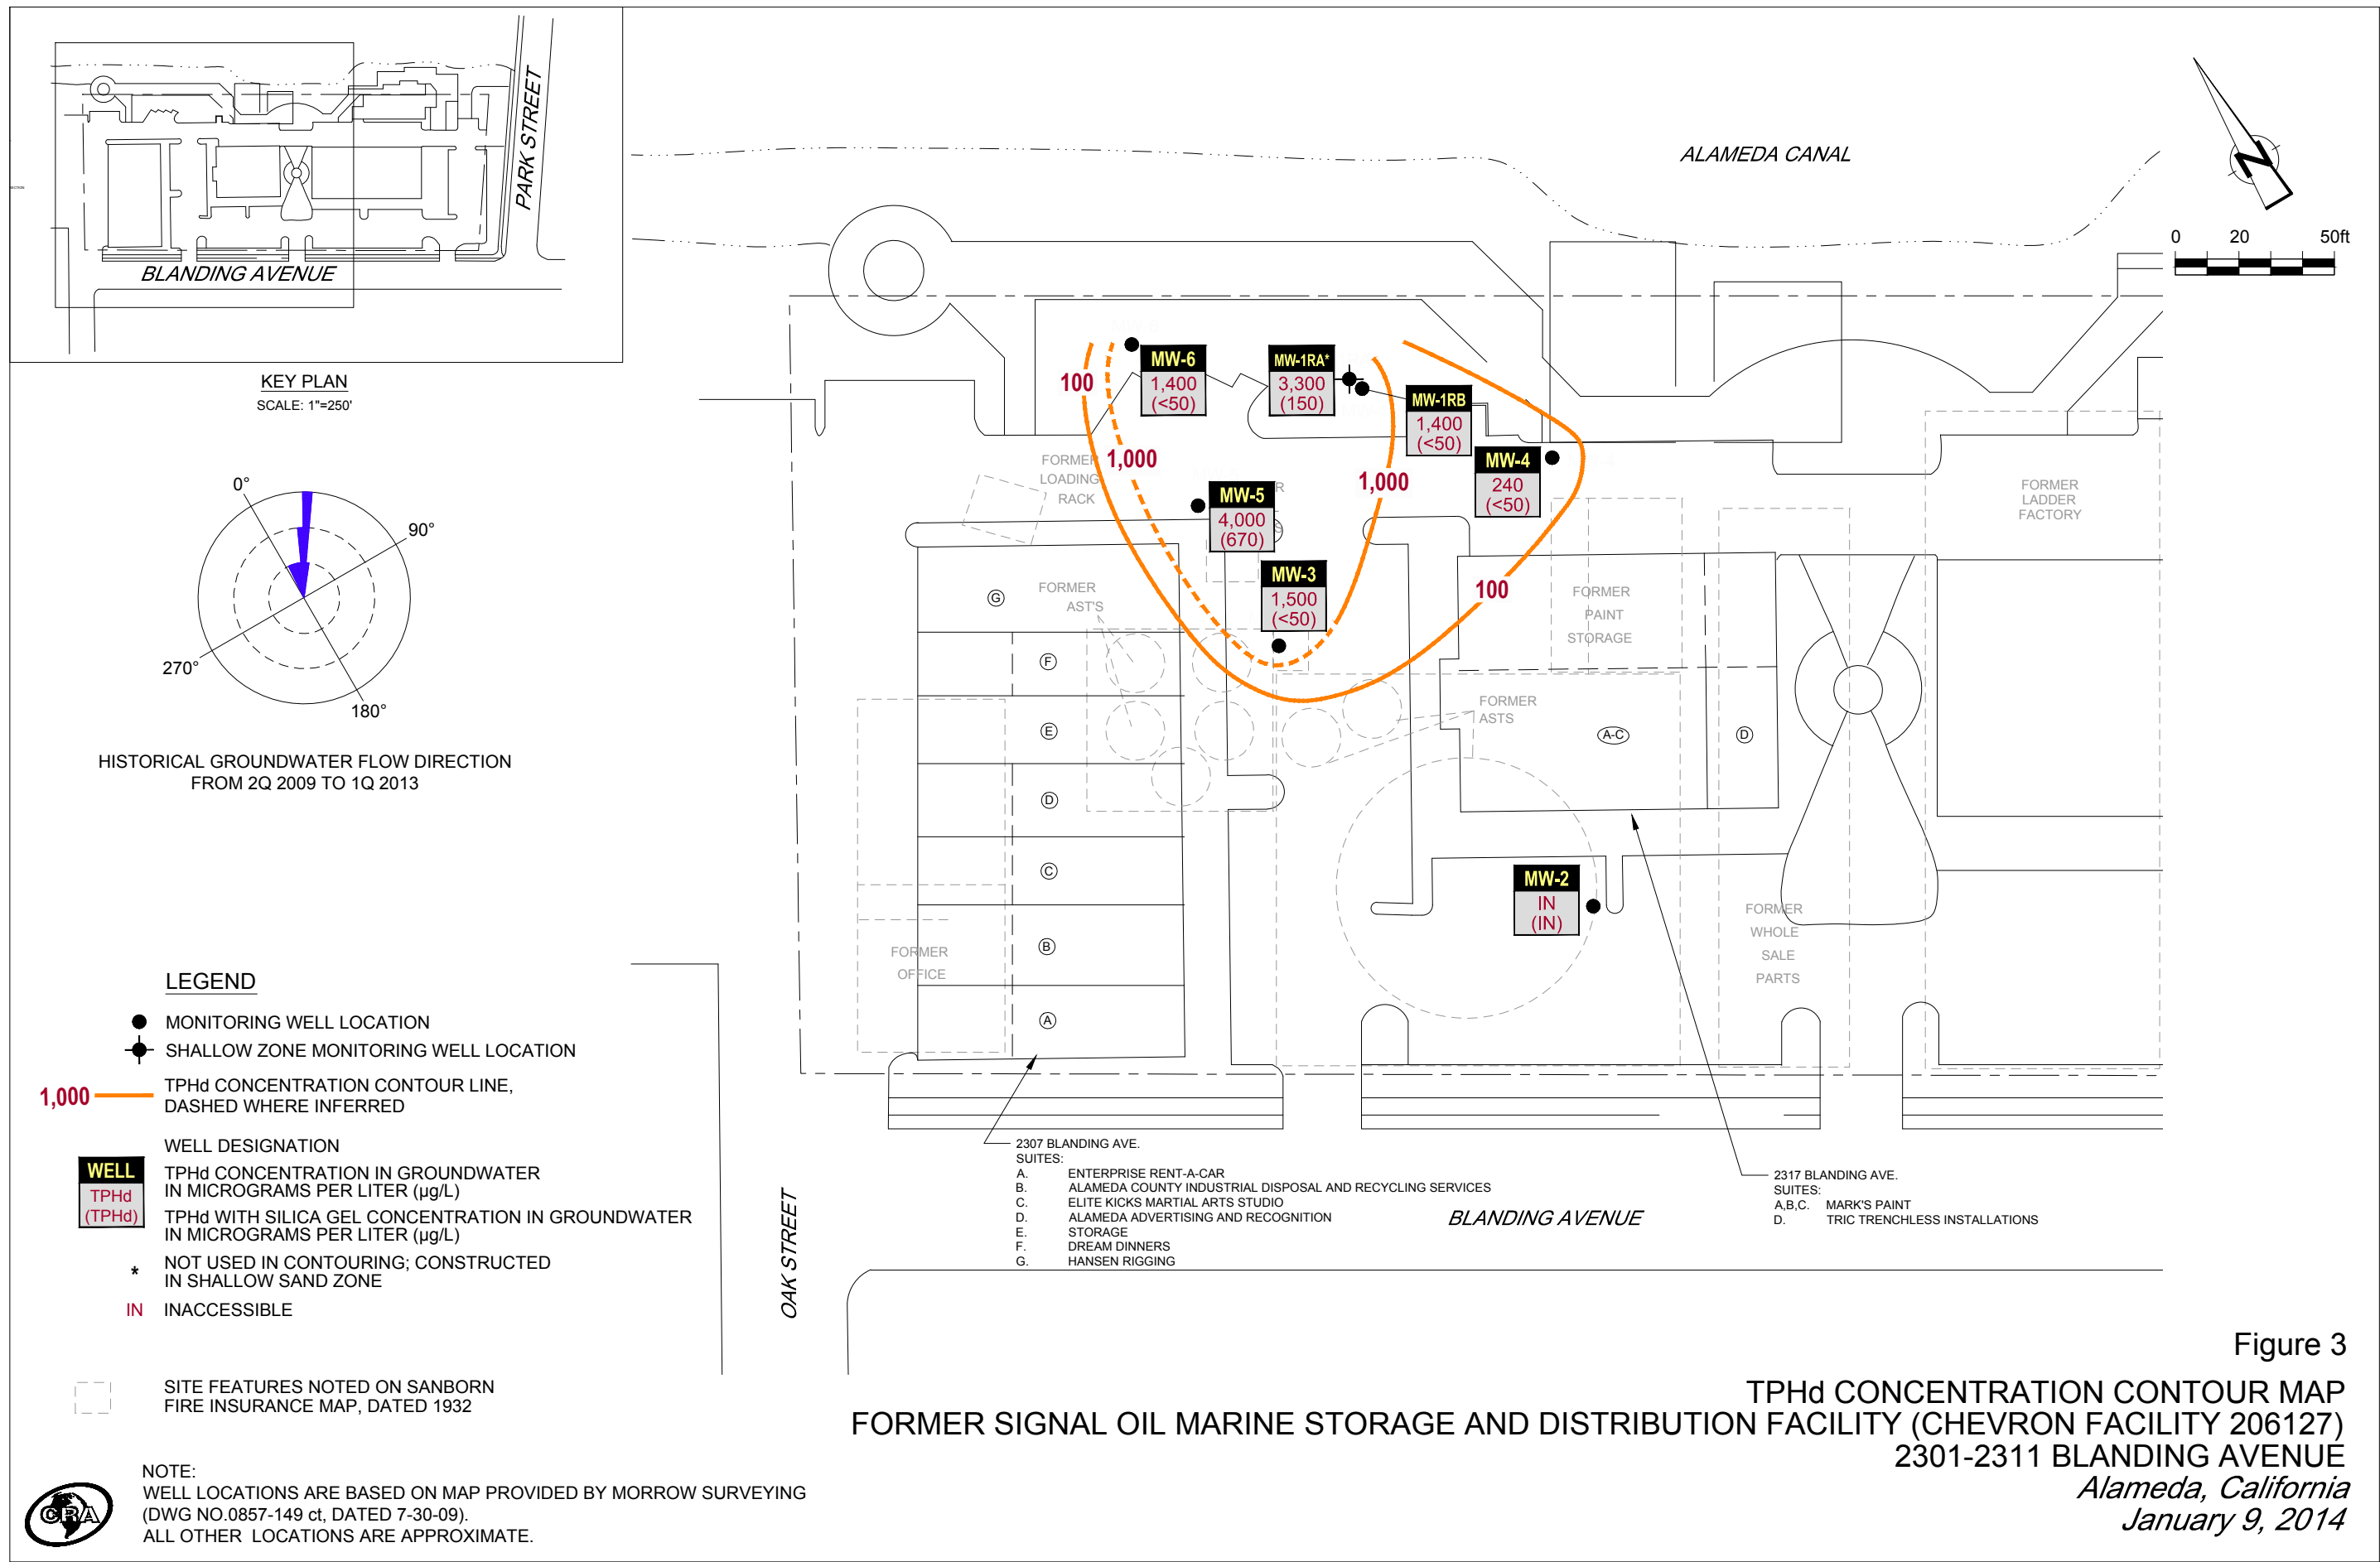 PARK STREET
BLANDING AVENUE
KEY PLAN
SCALE: 1"=250'
0°
90°
270°
180°
HISTORICAL GROUNDWATER FLOW DIRECTION
FROM 2Q 2009 TO 1Q 2013
ALAMEDA CANAL
N
0 20 50ft
MW-6
1,400
(<50)
MW-1RA*
3,300
(150)
MW-1RB
1,400
(<50)
MW-4
240
(<50)
MW-5
4,000
(670)
MW-3
1,500
(<50)
MW-2
IN
(IN)
100
1,000
1,000
100
FORMER
LOADING
RACK
FORMER
AST'S
FORMER
ASTS
FORMER
PAINT
STORAGE
FORMER
LADDER
FACTORY
FORMER
WHOLE
SALE
PARTS
FORMER
OFFICE
G
F
E
D
C
B
A
A-C
D
LEGEND
MONITORING WELL LOCATION
SHALLOW ZONE MONITORING WELL LOCATION
1,000 TPHd CONCENTRATION CONTOUR LINE,
DASHED WHERE INFERRED
WELL DESIGNATION
WELL
TPHd
(TPHd)
TPHd CONCENTRATION IN GROUNDWATER
IN MICROGRAMS PER LITER (µg/L)
TPHd WITH SILICA GEL CONCENTRATION IN GROUNDWATER
IN MICROGRAMS PER LITER (µg/L)
* NOT USED IN CONTOURING; CONSTRUCTED
IN SHALLOW SAND ZONE
IN INACCESSIBLE
SITE FEATURES NOTED ON SANBORN
FIRE INSURANCE MAP, DATED 1932
NOTE:
WELL LOCATIONS ARE BASED ON MAP PROVIDED BY MORROW SURVEYING
(DWG NO.0857-149 ct, DATED 7-30-09).
ALL OTHER LOCATIONS ARE APPROXIMATE.
CRA
OAK STREET
2307 BLANDING AVE.
SUITES:
A. ENTERPRISE RENT-A-CAR
B. ALAMEDA COUNTY INDUSTRIAL DISPOSAL AND RECYCLING SERVICES
C. ELITE KICKS MARTIAL ARTS STUDIO
D. ALAMEDA ADVERTISING AND RECOGNITION
E. STORAGE
F. DREAM DINNERS
G. HANSEN RIGGING
BLANDING AVENUE
2317 BLANDING AVE.
SUITES:
A,B,C. MARK'S PAINT
D. TRIC TRENCHLESS INSTALLATIONS
Figure 3
TPHd CONCENTRATION CONTOUR MAP
FORMER SIGNAL OIL MARINE STORAGE AND DISTRIBUTION FACILITY (CHEVRON FACILITY 206127)
2301-2311 BLANDING AVENUE
Alameda, California
January 9, 2014